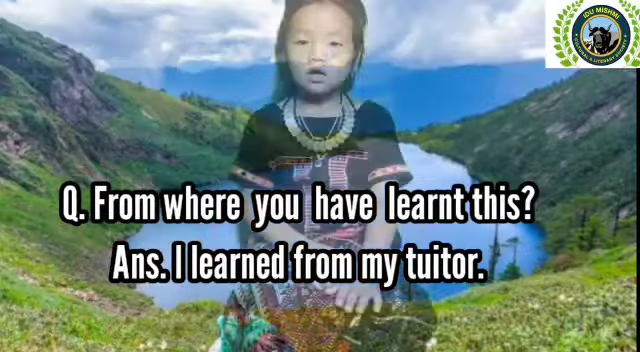 IDU MISHMI
Q. From where you have learnt this?
Ans. I learned from my tuitor.